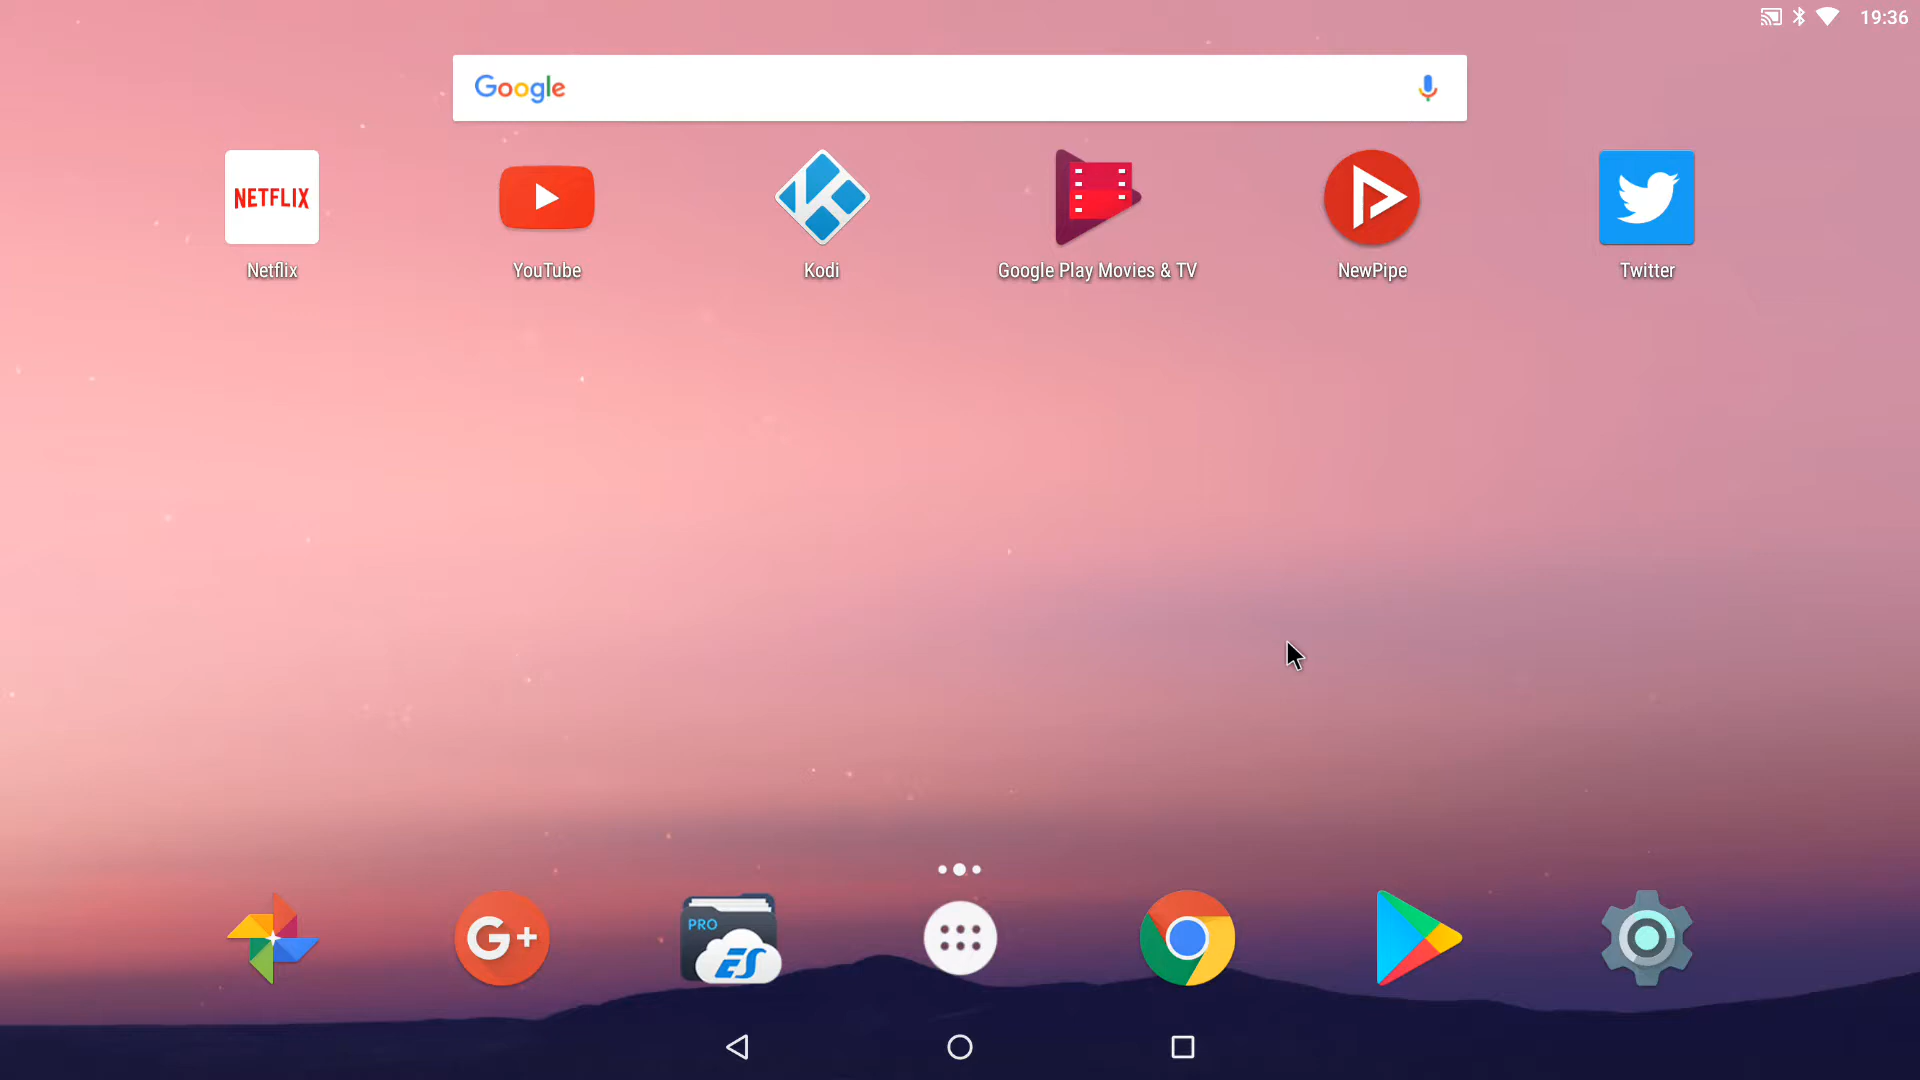 19:36
Google
NETFLIX
Netflix
YouTube
Kodi
Google Play Movies & TV
NewPipe
Twitter
G+
PRO
ES